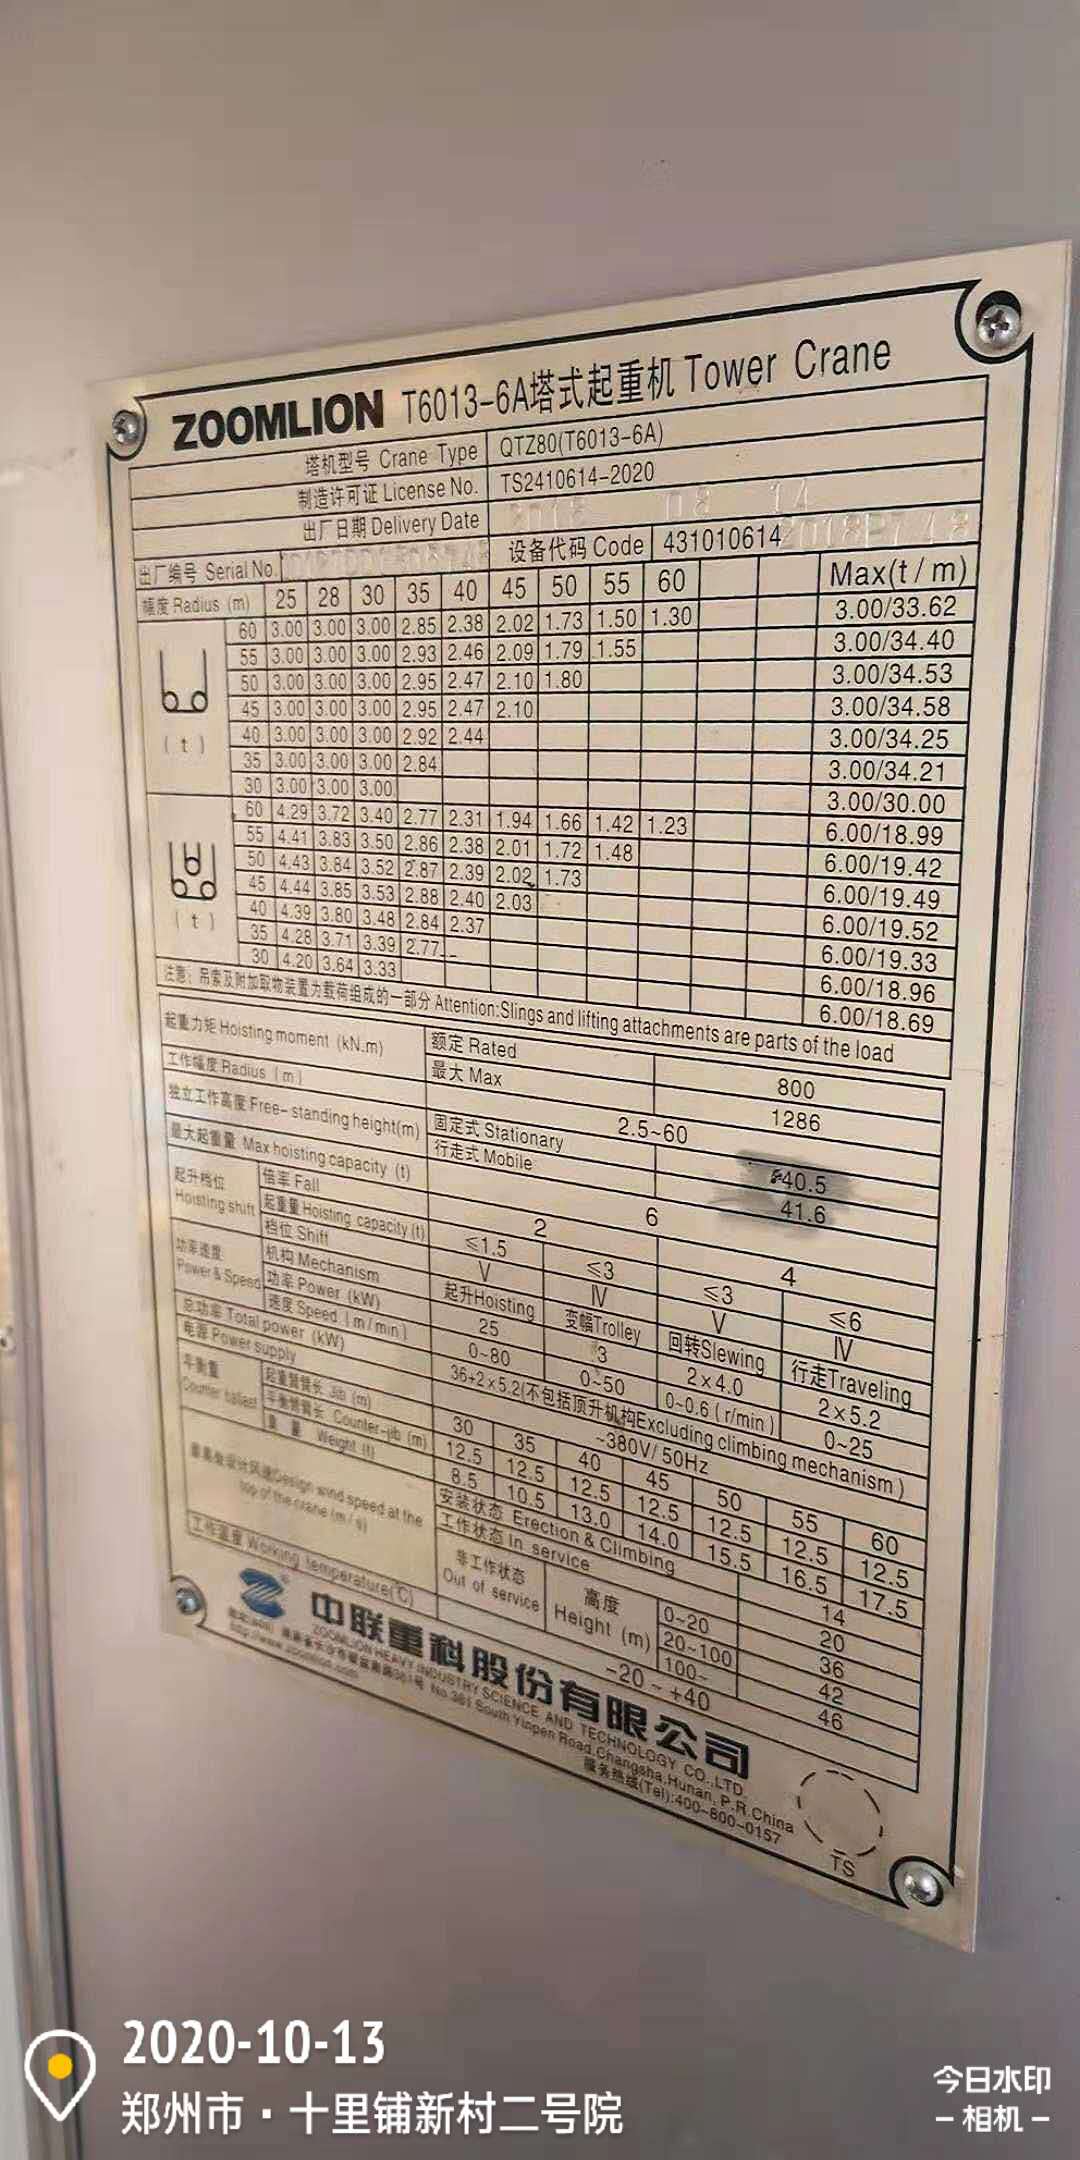 ZOOMLION T6013-6A塔式起重机 Tower Crane
塔机型号 Crane Type QTZ80(T6013-6A)
制造许可证 License No. TS2410614-2020
出厂日期 Delivery Date 2018 08 14
出厂编号 Serial No. 设备代码 Code 431010614
幅度 Radius (m) 25 28 30 35 40 45 50 55 60 Max(t/m)
60 3.00 3.00 3.00 2.85 2.38 2.02 1.73 1.50 1.30 3.00/33.62
55 3.00 3.00 3.00 2.93 2.46 2.09 1.79 1.55 3.00/34.40
50 3.00 3.00 3.00 2.95 2.47 2.10 1.80 3.00/34.53
45 3.00 3.00 3.00 2.95 2.47 2.10 3.00/34.58
40 3.00 3.00 3.00 2.92 2.44 3.00/34.25
35 3.00 3.00 3.00 2.84 3.00/34.21
30 3.00 3.00 3.00 3.00/30.00
(t)
60 4.29 3.72 3.40 2.77 2.31 1.94 1.66 1.42 1.23 6.00/18.99
55 4.41 3.83 3.50 2.86 2.38 2.01 1.72 1.48 6.00/19.42
50 4.43 3.84 3.52 2.87 2.39 2.02 1.73 6.00/19.49
45 4.44 3.85 3.53 2.88 2.40 2.03 6.00/19.52
40 4.39 3.80 3.48 2.84 2.37 6.00/19.33
35 4.28 3.71 3.39 2.77 6.00/18.96
30 4.20 3.64 3.33 6.00/18.69
(t)
注意：吊索及附加取物装置为载荷组成的一部分 Attention:Slings and lifting attachments are parts of the load
起重力矩 Hoisting moment (kN.m) 额定 Rated 800
最大 Max 1286
工作幅度 Radius (m) 2.5~60
独立工作高度 Free-standing height(m) 固定式 Stationary 40.5
行走式 Mobile 41.6
最大起重量 Max hoisting capacity (t) 6
起升档位 Hoisting shift 倍率 Fall 2 4
起重量 Hoisting capacity (t) ≤1.5 ≤3 ≤3 ≤6
档位 Shift V IV V IV
功率速度 Power & Speed 机构 Mechanism 起升Hoisting 变幅Trolley 回转Slewing 行走Traveling
功率 Power (kW) 25 3 2×4.0 2×5.2
速度 Speed (m/min) 0~80 0~50 0~0.6 (r/min) 0~25
总功率 Total power (kW) 36+2×5.2(不包括顶升机构Excluding climbing mechanism)
电源 Power supply ~380V/50Hz
平衡重 Counter ballast 起重臂臂长 Jib (m) 30 35 40 45 50 55 60
平衡臂臂长 Counter-jib (m) 12.5 12.5 12.5 12.5 12.5 12.5 12.5
重量 Weight (t) 8.5 10.5 13.0 14.0 15.5 16.5 17.5
设计风速Design wind speed at the top of the crane (m/s) 安装状态 Erection & Climbing 14
工作状态 In service 20
非工作状态 Out of service 高度 Height (m) 0~20 36
20~100 42
100~ 46
工作温度 Working temperature(℃) -20~+40
中联重科股份有限公司
ZOOMLION HEAVY INDUSTRY SCIENCE AND TECHNOLOGY CO.,LTD.
No.361 South Yinpen Road,Changsha,Hunan, P.R.China
http://www.zoomlion.com 服务热线(Tel):400-800-0157
TS
2020-10-13
郑州市·十里铺新村二号院
今日水印
-相机-